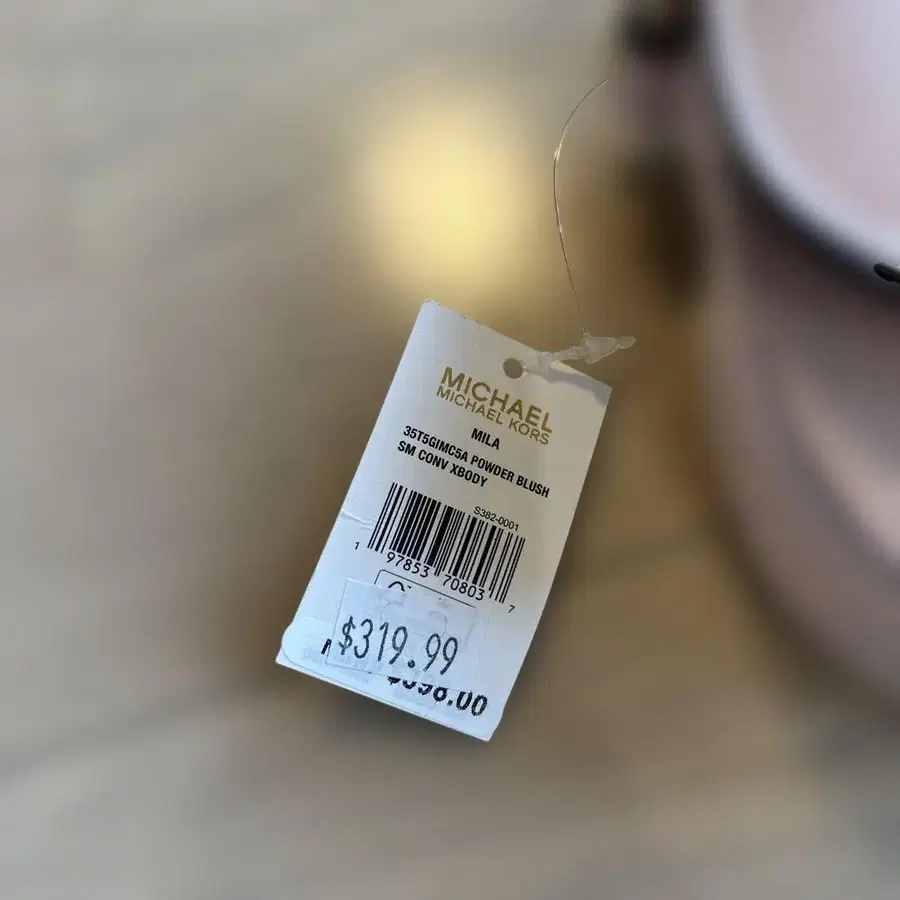 MICHAEL
MICHAEL KORS
MILA
35T5GIMC5A POWDER BLUSH
SM CONV XBODY
S382-0001
1 97853 70803 7
$319.99